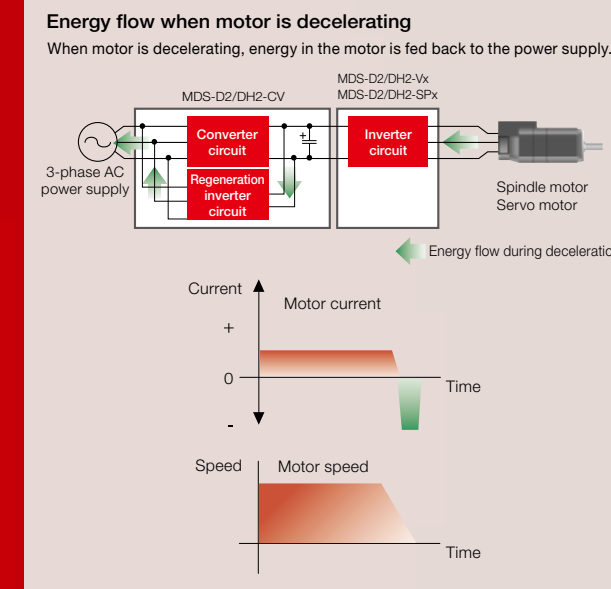 Energy flow when motor is decelerating
When motor is decelerating, energy in the motor is fed back to the power supply.
MDS-D2/DH2-CV
MDS-D2/DH2-Vx
MDS-D2/DH2-SPx
Converter
circuit
+
Inverter
circuit
3-phase AC
power supply
Regeneration
inverter
circuit
Spindle motor
Servo motor
Energy flow during deceleratio
Current
Motor current
+
0
Time
-
Speed
Motor speed
Time